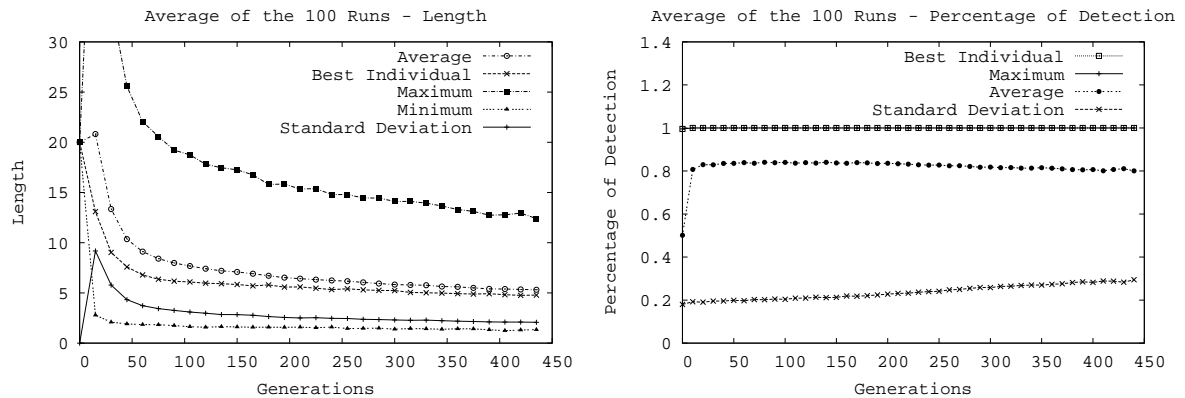 Average of the 100 Runs - Length
30
25
20
15
10
5
0
Length
Average
Best Individual
Maximum
Minimum
Standard Deviation
0 50 100 150 200 250 300 350 400 450
Generations
Average of the 100 Runs - Percentage of Detection
1.4
1.2
1
0.8
0.6
0.4
0.2
0
Percentage of Detection
Best Individual
Maximum
Average
Standard Deviation
0 50 100 150 200 250 300 350 400 450
Generations